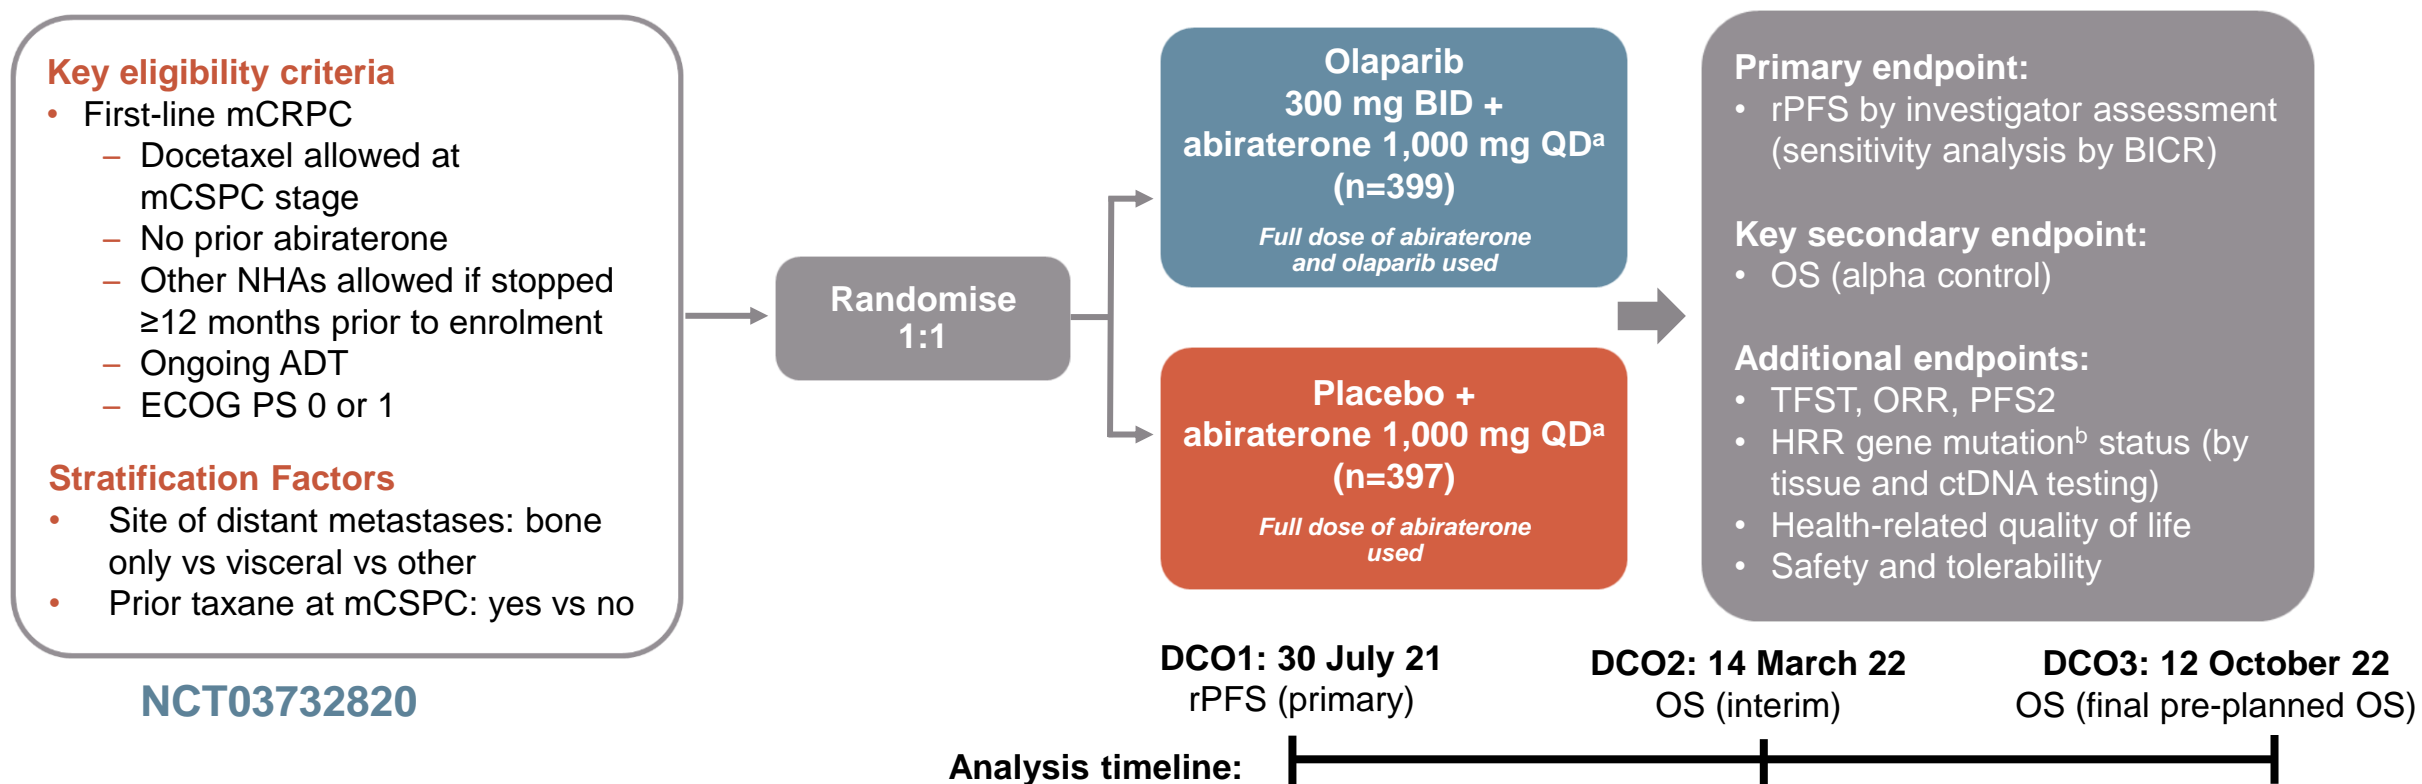 Key eligibility criteria
• First-line mCRPC
– Docetaxel allowed at
mCSPC stage
– No prior abiraterone
– Other NHAs allowed if stopped
≥12 months prior to enrolment
– Ongoing ADT
– ECOG PS 0 or 1
Stratification Factors
• Site of distant metastases: bone
only vs visceral vs other
• Prior taxane at mCSPC: yes vs no
NCT03732820
Randomise
1:1
Olaparib
300 mg BID +
abiraterone 1,000 mg QDᵃ
(n=399)
Full dose of abiraterone
and olaparib used
Placebo +
abiraterone 1,000 mg QDᵃ
(n=397)
Full dose of abiraterone
used
Primary endpoint:
• rPFS by investigator assessment
(sensitivity analysis by BICR)
Key secondary endpoint:
• OS (alpha control)
Additional endpoints:
• TFST, ORR, PFS2
• HRR gene mutationᵇ status (by
tissue and ctDNA testing)
• Health-related quality of life
• Safety and tolerability
DCO1: 30 July 21
rPFS (primary)
DCO2: 14 March 22
OS (interim)
DCO3: 12 October 22
OS (final pre-planned OS)
Analysis timeline: